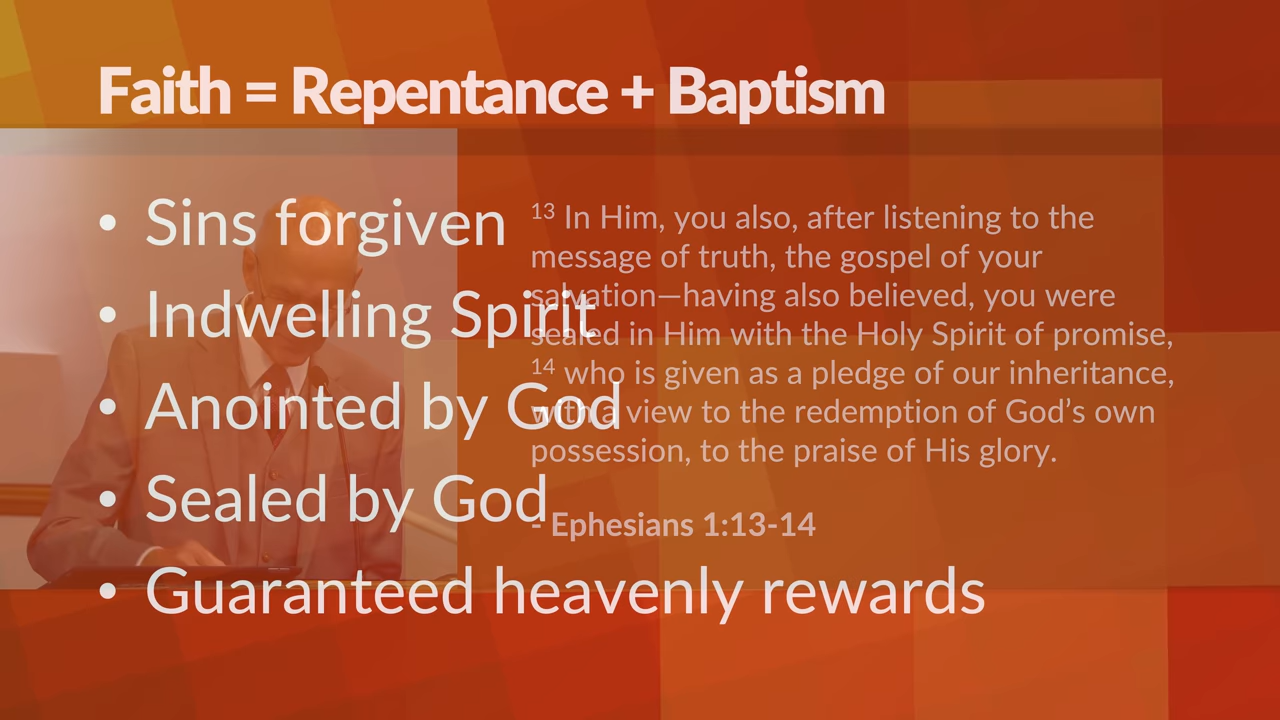 Faith = Repentance + Baptism
• Sins forgiven
• Indwelling Spirit
• Anointed by God
• Sealed by God
• Guaranteed heavenly rewards
13 In Him, you also, after listening to the
message of truth, the gospel of your
salvation—having also believed, you were
sealed in Him with the Holy Spirit of promise,
14 who is given as a pledge of our inheritance,
with a view to the redemption of God’s own
possession, to the praise of His glory.
- Ephesians 1:13-14